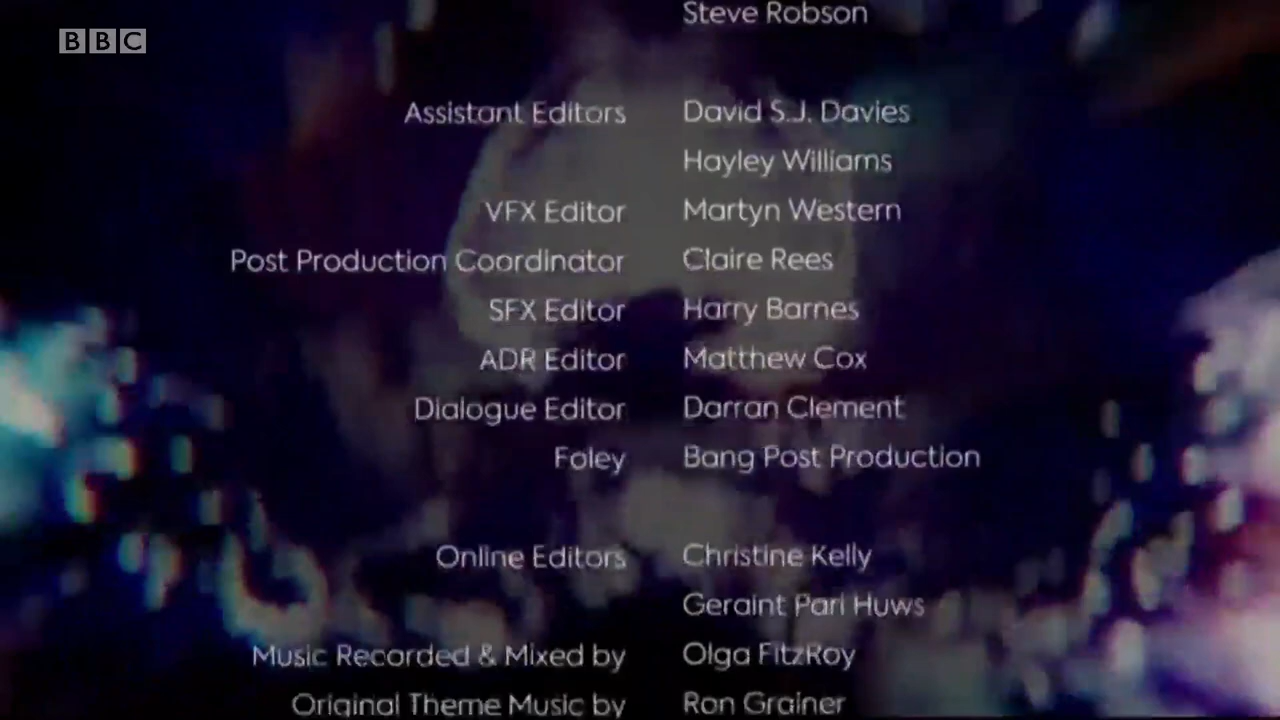 BBC
Steve Robson
Assistant Editors David S.J. Davies
Hayley Williams
VFX Editor Martyn Western
Post Production Coordinator Claire Rees
SFX Editor Harry Barnes
ADR Editor Matthew Cox
Dialogue Editor Darran Clement
Foley Bang Post Production
Online Editors Christine Kelly
Geraint Pari Huws
Music Recorded & Mixed by Olga FitzRoy
Original Theme Music by Ron Grainer